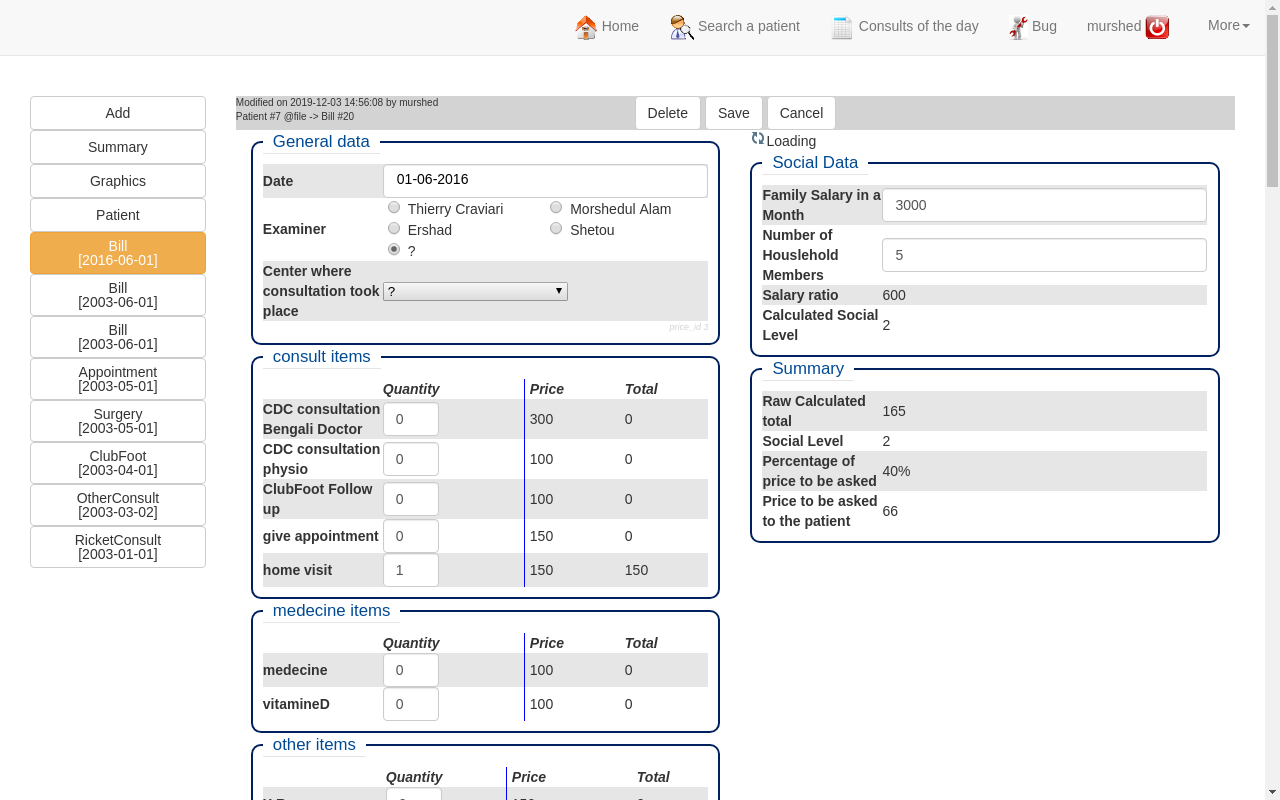 Home
Search a patient
Consults of the day
Bug
murshed
More
Add
Summary
Graphics
Patient
Bill
[2016-06-01]
Bill
[2003-06-01]
Bill
[2003-06-01]
Appointment
[2003-05-01]
Surgery
[2003-05-01]
ClubFoot
[2003-04-01]
OtherConsult
[2003-03-02]
RicketConsult
[2003-01-01]
Modified on 2019-12-03 14:56:08 by murshed
Patient #7 @file -> Bill #20
Delete
Save
Cancel
General data
Date
01-06-2016
Examiner
Thierry Craviari
Morshedul Alam
Ershad
Shetou
?
Center where
consultation took
place
?
price_id 3
consult items
Quantity Price Total
CDC consultation
Bengali Doctor
0 300 0
CDC consultation
physio
0 100 0
ClubFoot Follow
up
0 100 0
give appointment 0 150 0
home visit 1 150 150
medecine items
Quantity Price Total
medecine 0 100 0
vitamineD 0 100 0
other items
Quantity Price Total
Loading
Social Data
Family Salary in a
Month
3000
Number of
Houslehold
Members
5
Salary ratio 600
Calculated Social
Level
2
Summary
Raw Calculated
total
165
Social Level 2
Percentage of
price to be asked
40%
Price to be asked
to the patient
66